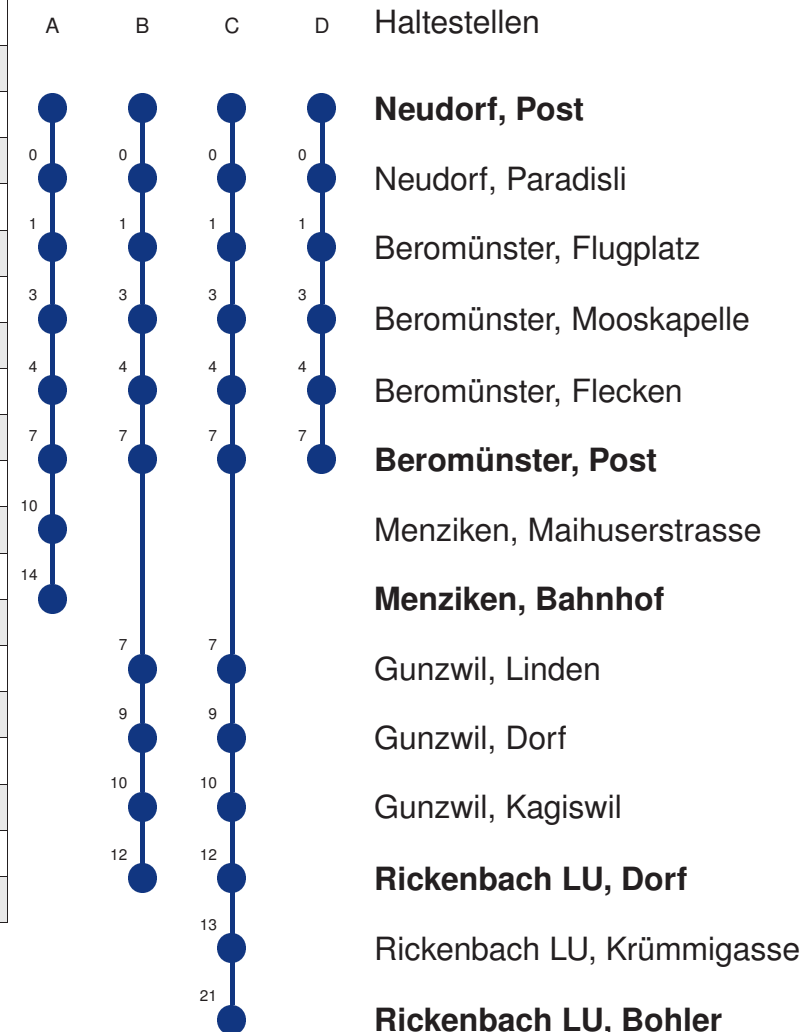 A B C D Haltestellen
Neudorf, Post
0 0 0 0 Neudorf, Paradisli
1 1 1 1 Beromünster, Flugplatz
3 3 3 3 Beromünster, Mooskapelle
4 4 4 4 Beromünster, Flecken
7 7 7 7 Beromünster, Post
10 Menziken, Maihuserstrasse
14 Menziken, Bahnhof
7 7 Gunzwil, Linden
9 9 Gunzwil, Dorf
10 10 Gunzwil, Kagiswil
12 12 Rickenbach LU, Dorf
13 Rickenbach LU, Krümmigasse
21 Rickenbach LU, Bohler